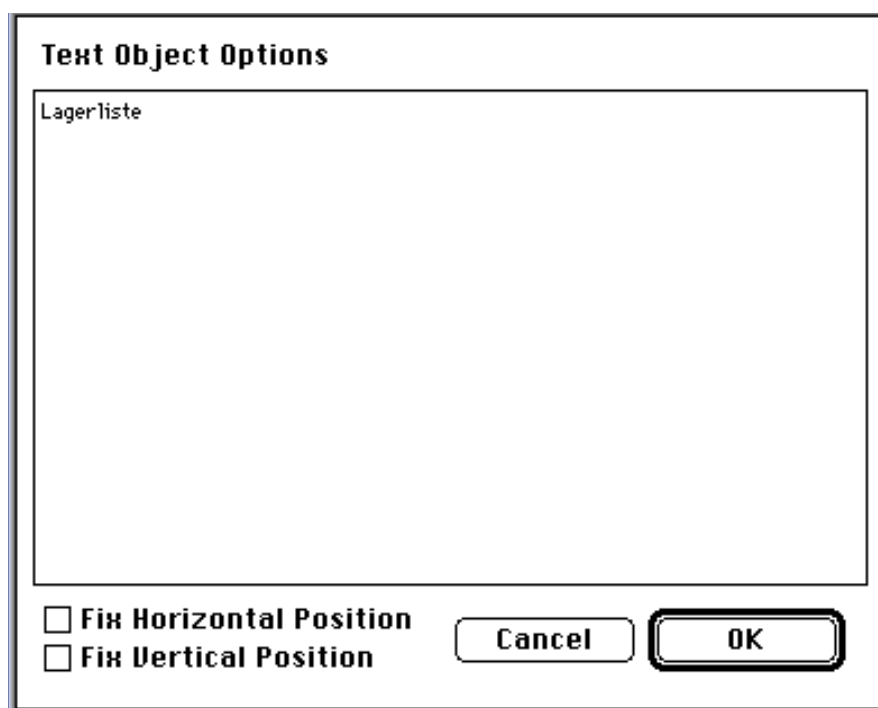 Text Object Options
Lagerliste
Fix Horizontal Position
Fix Vertical Position
Cancel
OK